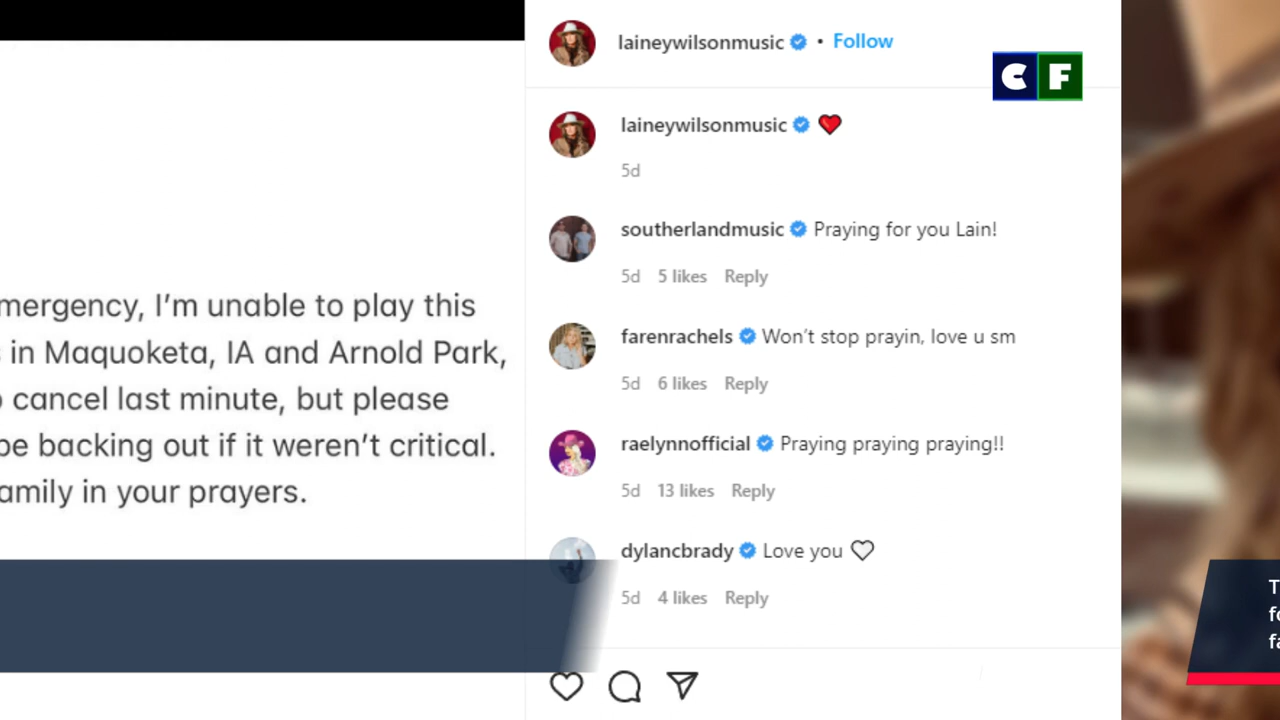 mergency, I'm unable to play this
in Maquoketa, IA and Arnold Park,
cancel last minute, but please
be backing out if it weren't critical.
amily in your prayers.
laineywilsonmusic • Follow
C F
laineywilsonmusic ❤️
5d
southerlandmusic Praying for you Lain!
5d 5 likes Reply
farenrachels Won't stop prayin, love u sm
5d 6 likes Reply
raelynnofficial Praying praying praying!!
5d 13 likes Reply
dylancbrady Love you 🤍
5d 4 likes Reply